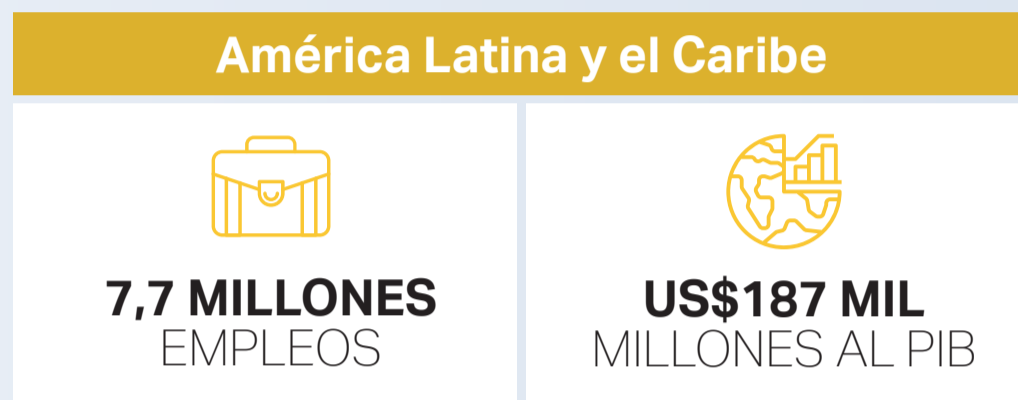 América Latina y el Caribe
7,7 MILLONES
EMPLEOS
US$187 MIL
MILLONES AL PIB